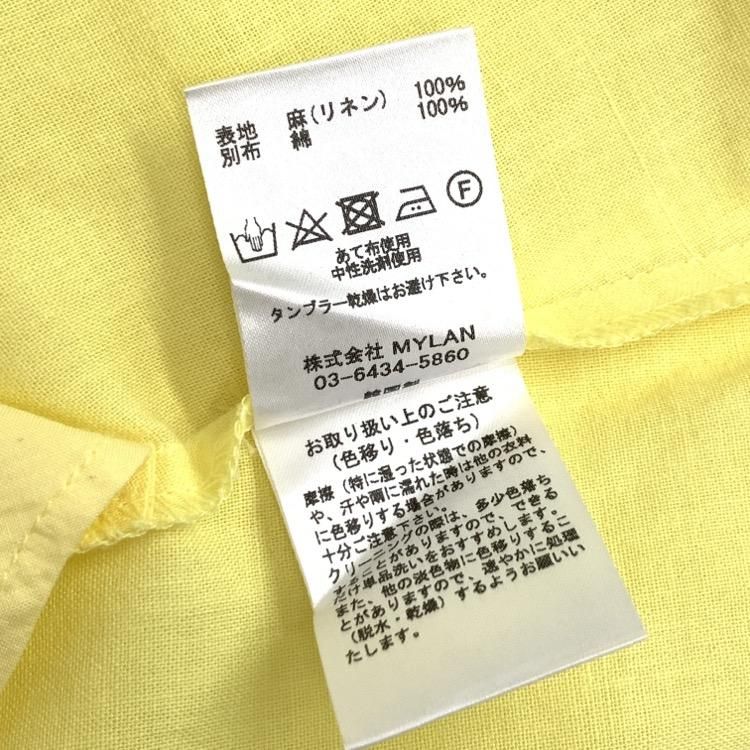 表地 麻(リネン) 100%
別布 綿 100%
F
あて布使用
中性洗剤使用
タンブラー乾燥はお避け下さい。
株式会社 MYLAN
03-6434-5860
お取り扱い上のご注意
(色移り・色落ち)
摩擦(特に湿った状態での摩擦)
や、汗や雨に濡れた時は他の衣料
に色移りする場合がありますので、
十分ご注意下さい。
クリーニングの際は、多少色落ち
することがありますので、できる
だけ単品洗いをおすすめします。
また、他の淡色物に色移りするこ
とがありますので、速やかに処理
(脱水・乾燥)するようお願いい
たします。